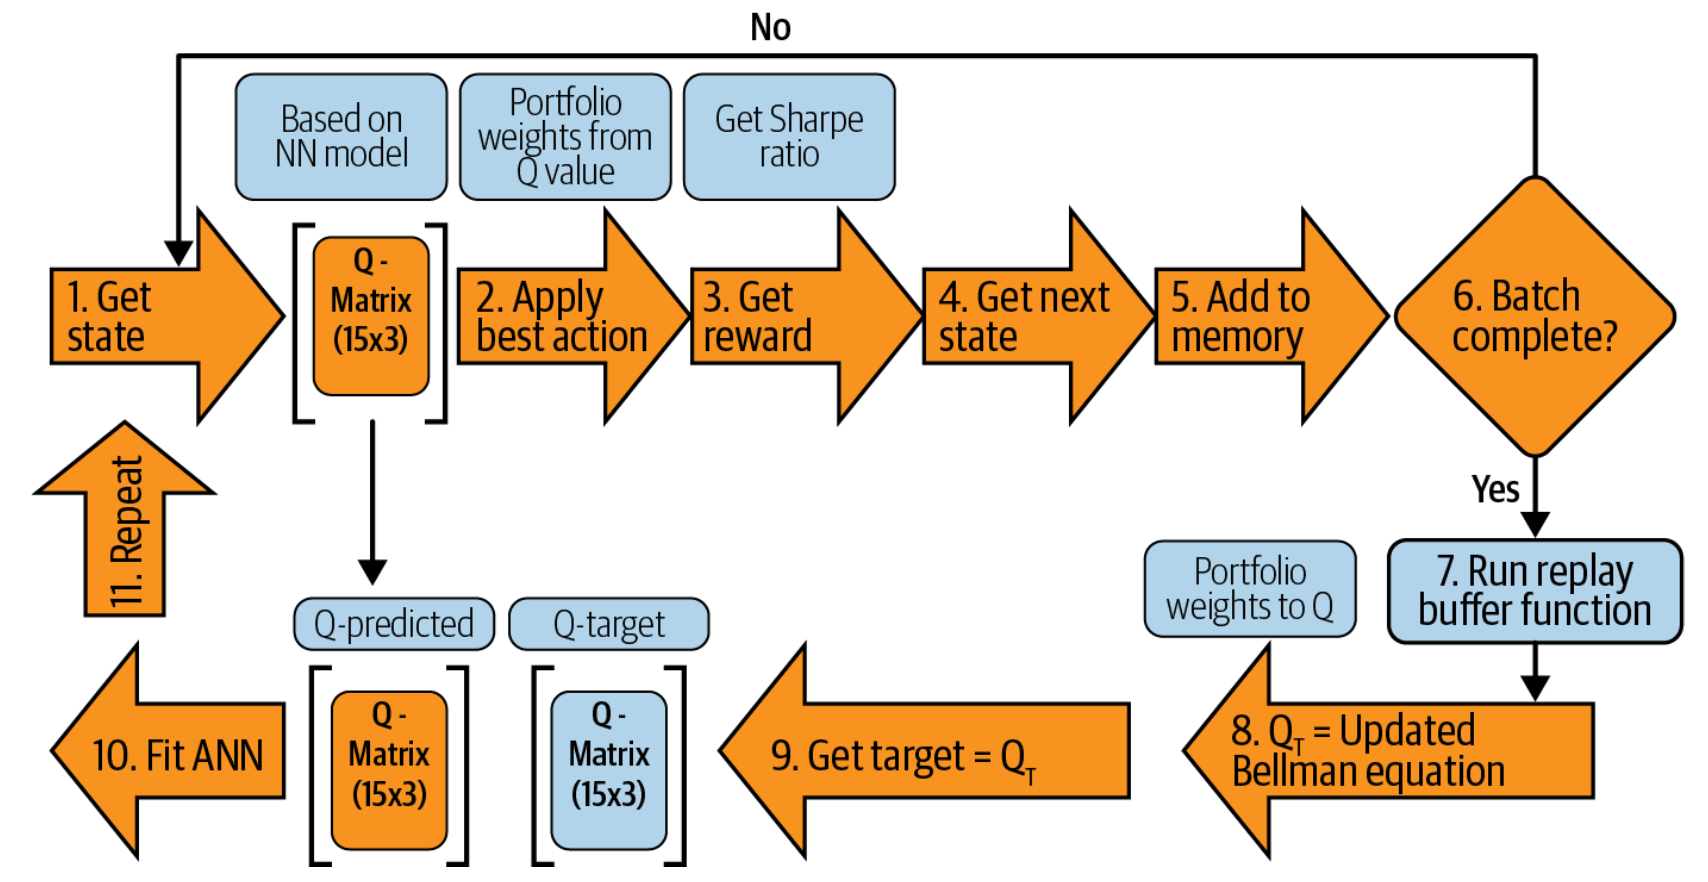 No
Based on
NN model
Portfolio
weights from
Q value
Get Sharpe
ratio
1. Get
state
Q -
Matrix
(15x3)
2. Apply
best action
3. Get
reward
4. Get next
state
5. Add to
memory
6. Batch
complete?
Yes
7. Run replay
buffer function
Portfolio
weights to Q
8. Q_T = Updated
Bellman equation
9. Get target = Q_T
Q-target
Q -
Matrix
(15x3)
Q-predicted
Q -
Matrix
(15x3)
10. Fit ANN
11. Repeat